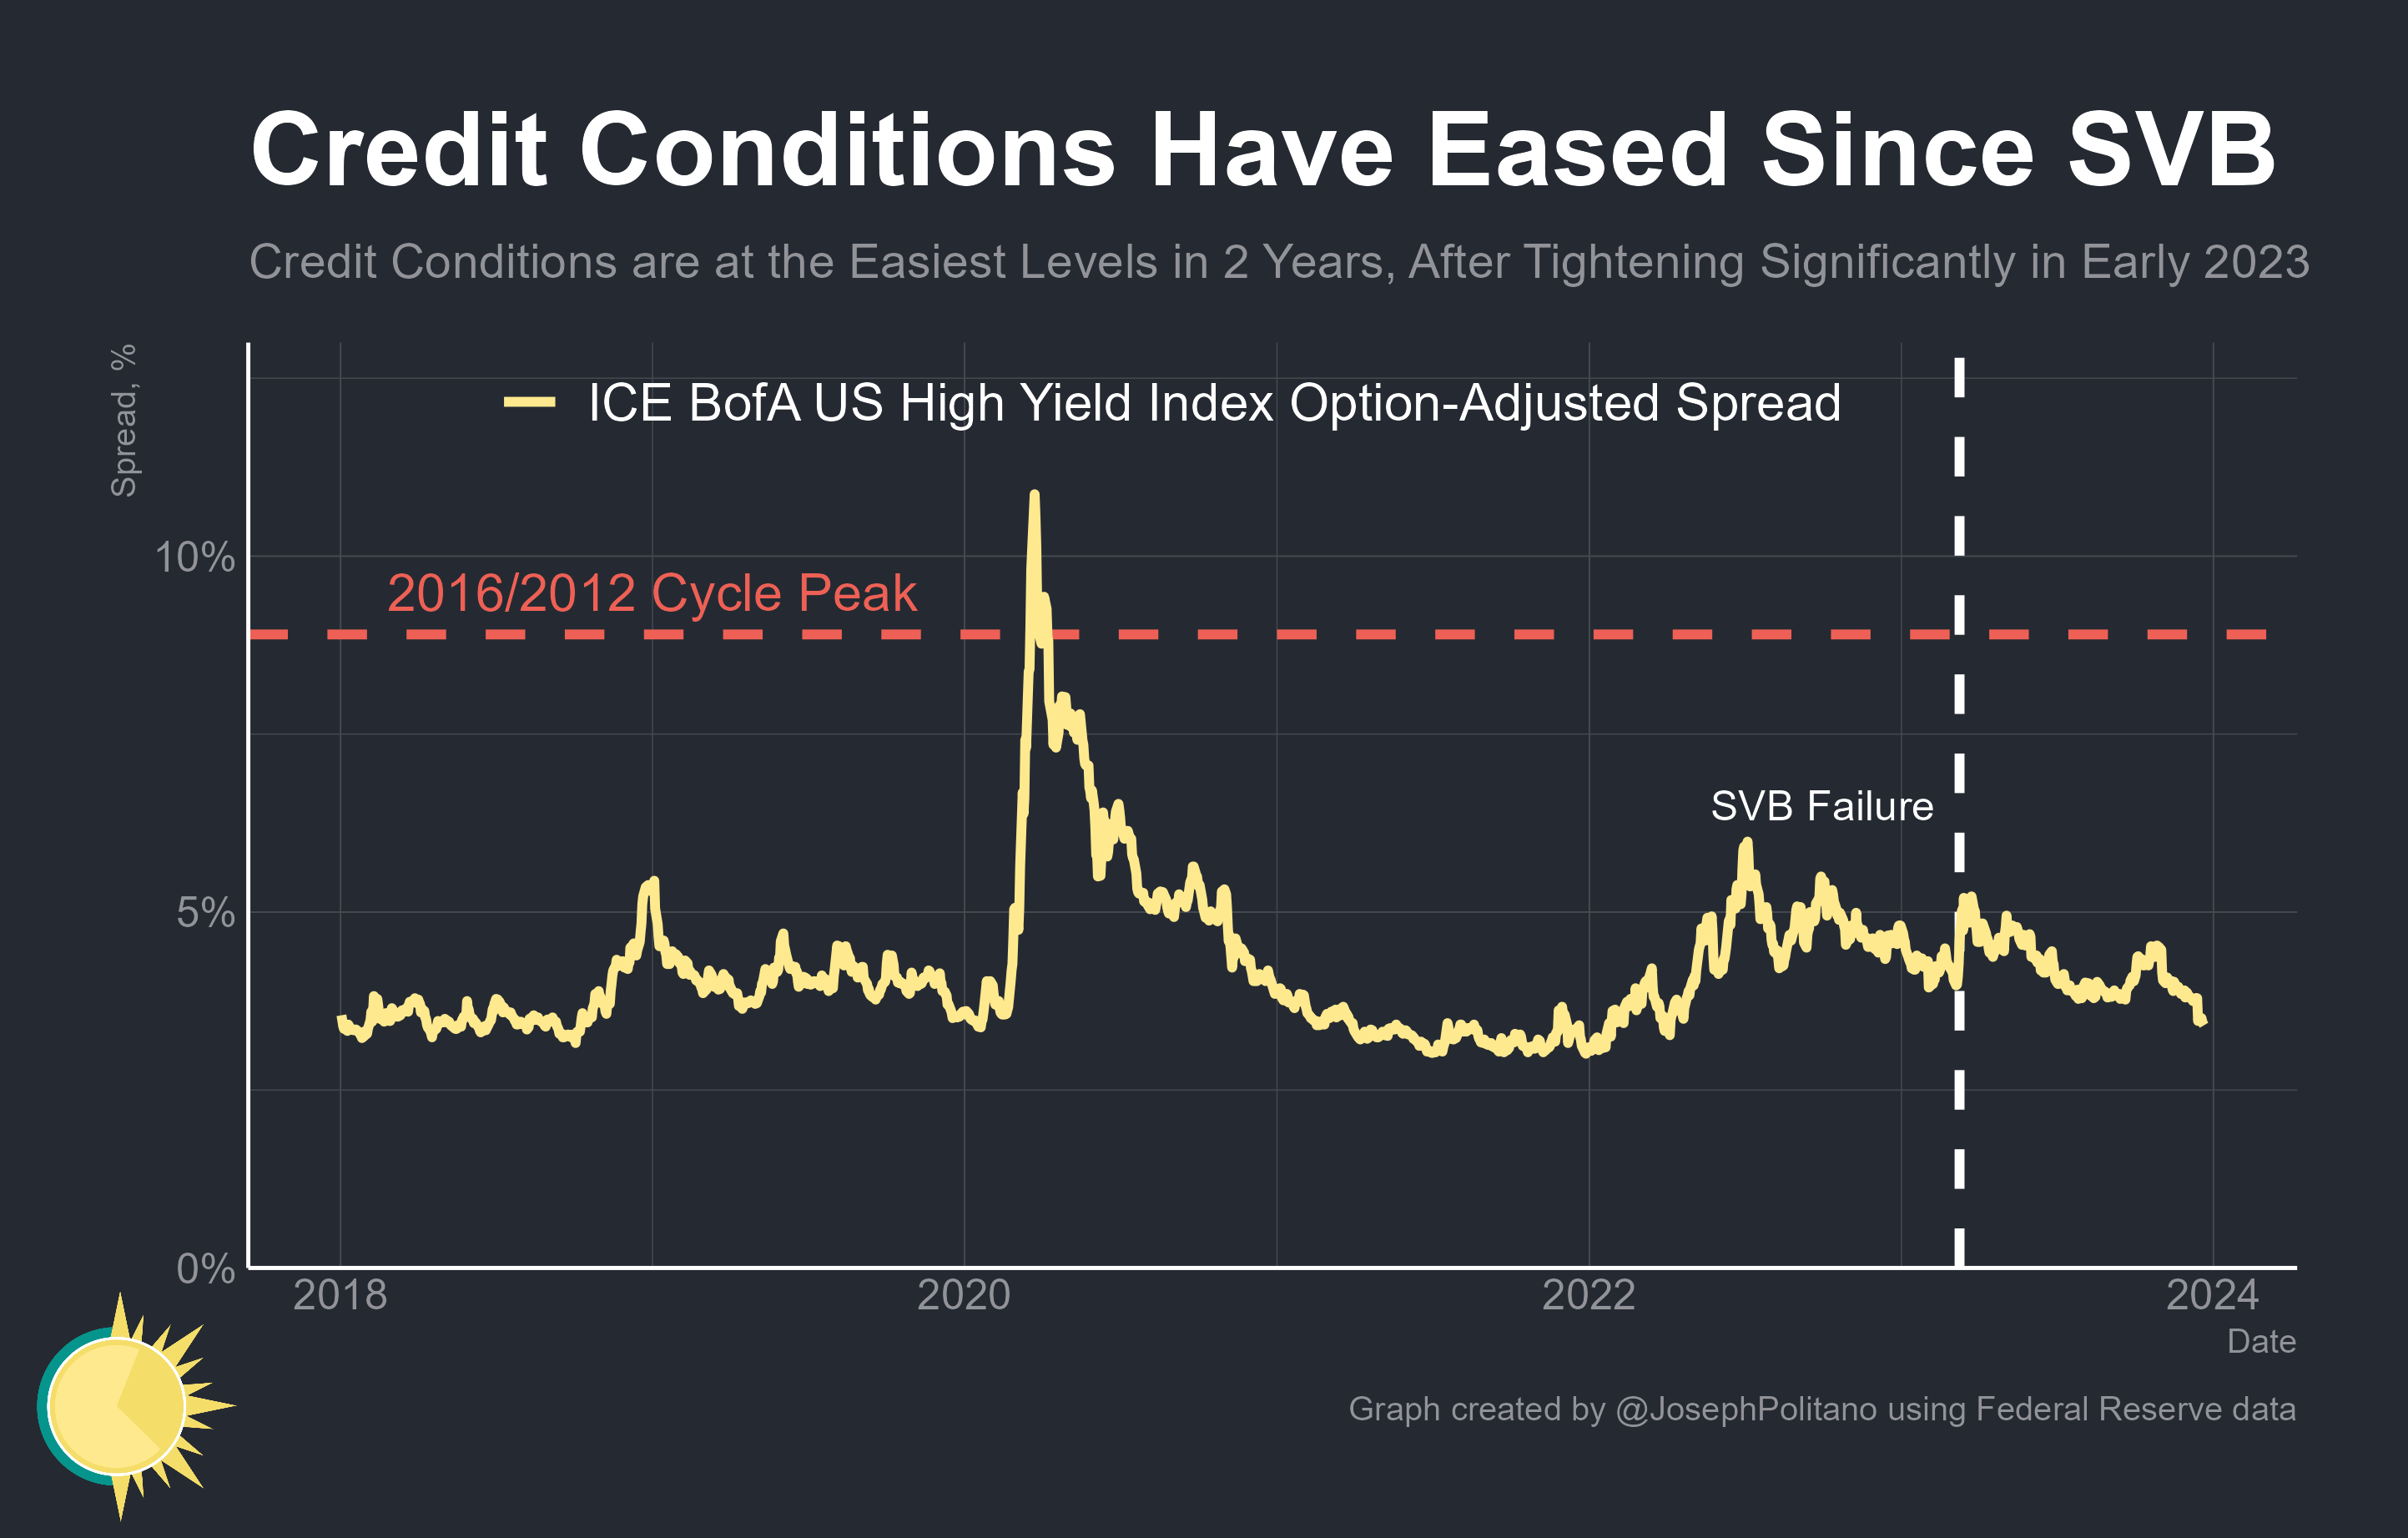 Credit Conditions Have Eased Since SVB
Credit Conditions are at the Easiest Levels in 2 Years, After Tightening Significantly in Early 2023
Spread, %
ICE BofA US High Yield Index Option-Adjusted Spread
10%
2016/2012 Cycle Peak
SVB Failure
5%
0%
2018 2020 2022 2024
Date
Graph created by @JosephPolitano using Federal Reserve data